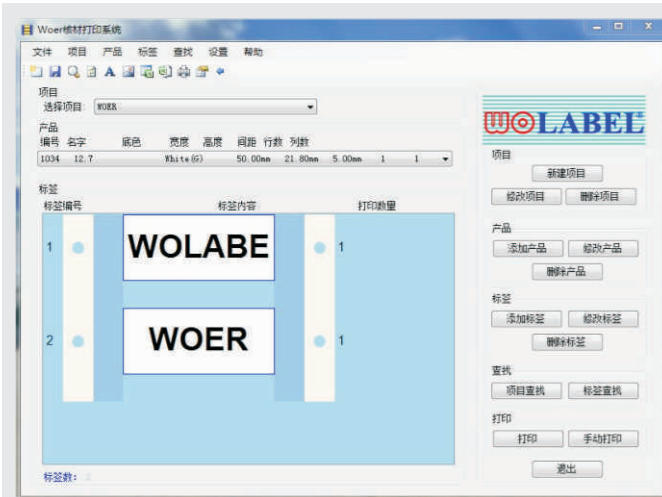 Woer线材打印系统
文件 项目 产品 标签 查找 设置 帮助
项目
选择项目: WOER
产品
编号 名字 底色 宽度 高度 间距 行数 列数
1034 12.7 White(G) 50.00mm 21.80mm 5.00mm 1 1
标签
标签编号 标签内容 打印数量
1 WOLABE 1
2 WOER 1
标签数:
WOLABEL
项目
新建项目
修改项目 删除项目
产品
添加产品 修改产品
删除产品
标签
添加标签 修改标签
删除标签
查找
项目查找 标签查找
打印
打印 手动打印
退出